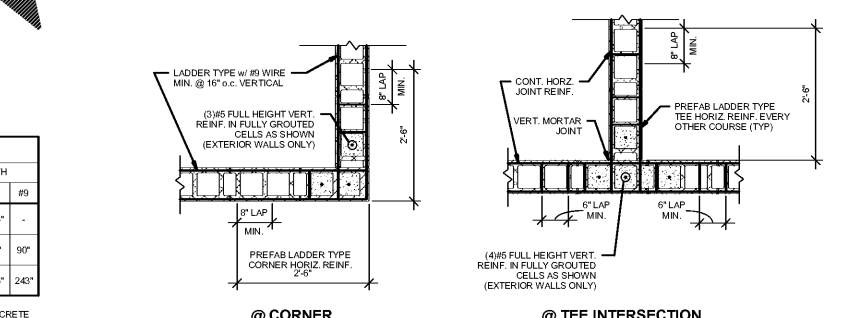 TH
#9
-
90"
243"
CRETE
LADDER TYPE w/ #9 WIRE
MIN. @ 16" o.c. VERTICAL
(3)#5 FULL HEIGHT VERT.
REINF. IN FULLY GROUTED
CELLS AS SHOWN
(EXTERIOR WALLS ONLY)
8" LAP
MIN.
2'-6"
8" LAP
MIN.
PREFAB LADDER TYPE
CORNER HORIZ. REINF.
2'-6"
@ CORNER
CONT. HORZ.
JOINT REINF.
VERT. MORTAR
JOINT
8" LAP
MIN.
2'-6"
PREFAB LADDER TYPE
TEE HORIZ. REINF. EVERY
OTHER COURSE (TYP)
6" LAP
MIN.
6" LAP
MIN.
(4)#5 FULL HEIGHT VERT.
REINF. IN FULLY GROUTED
CELLS AS SHOWN
(EXTERIOR WALLS ONLY)
@ TEE INTERSECTION